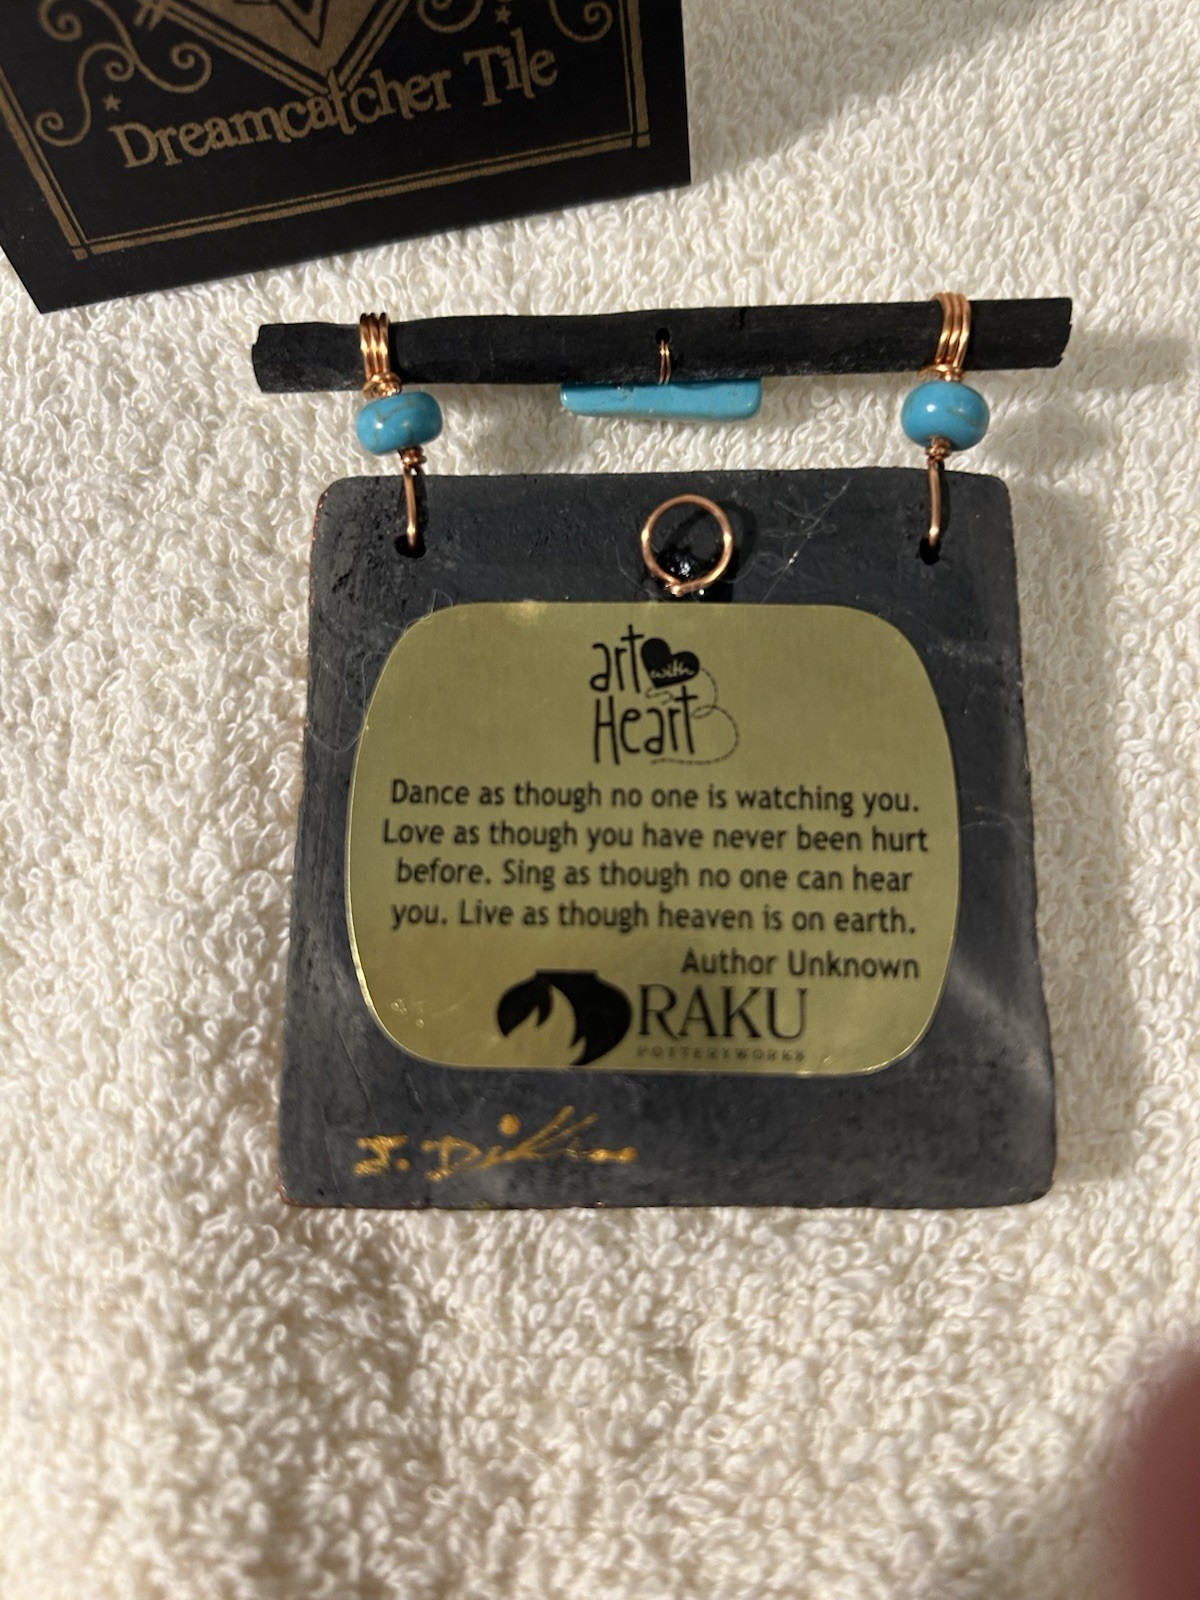 Dreamcatcher Tile
art with
Heart
Dance as though no one is watching you.
Love as though you have never been hurt
before. Sing as though no one can hear
you. Live as though heaven is on earth.
Author Unknown
RAKU
POTTERYWORKS
J.